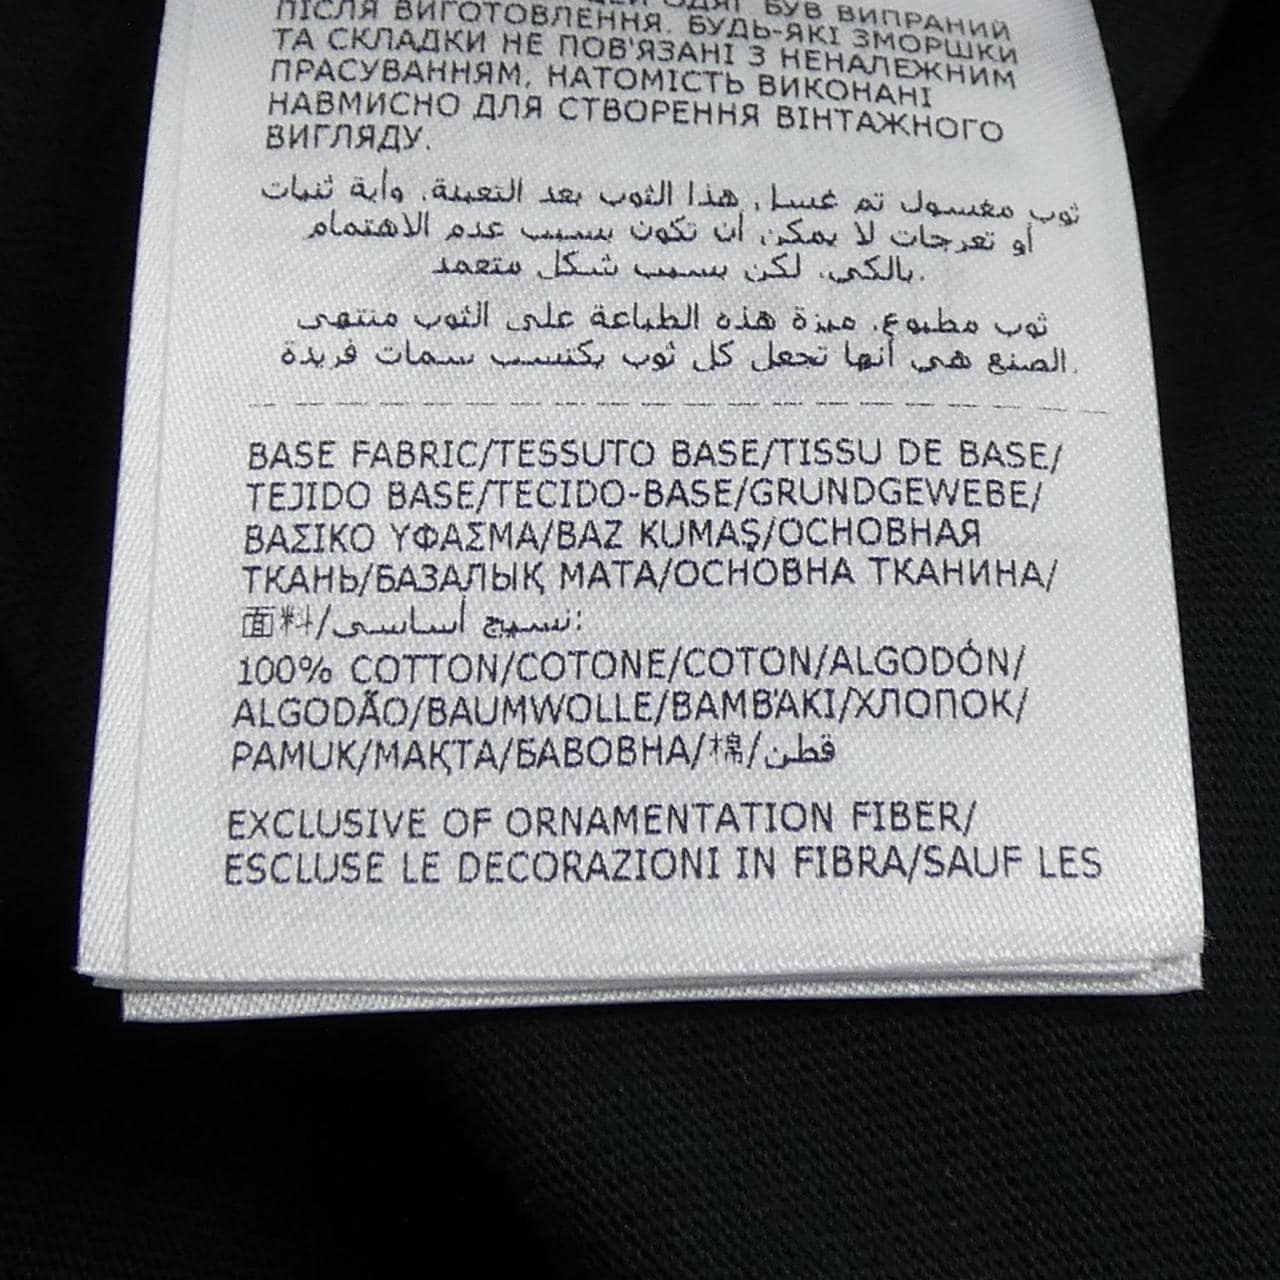 БУВ ВИПРАНИЙ
ПІСЛЯ ВИГОТОВЛЕННЯ. БУДЬ-ЯКІ ЗМОРШКИ
ТА СКЛАДКИ НЕ ПОВ'ЯЗАНІ З НЕНАЛЕЖНИМ
ПРАСУВАННЯМ, НАТОМІСТЬ ВИКОНАНІ
НАВМИСНО ДЛЯ СТВОРЕННЯ ВІНТАЖНОГО
ВИГЛЯДУ.
ثوب مغسول تم غسل هذا الثوب بعد التعبئة. وأية ثنيات
أو تعرجات لا يمكن أن تكون بسبب عدم الاهتمام
بالكي، لكن بسبب شكل متعمد.
ثوب مطبوع. ميزة هذه الطباعة على الثوب منتهى
الصنع هي أنها تجعل كل ثوب يكتسب سمات فريدة.
BASE FABRIC/TESSUTO BASE/TISSU DE BASE/
TEJIDO BASE/TECIDO-BASE/GRUNDGEWEBE/
ΒΑΣΙΚΟ ΥΦΑΣΜΑ/BAZ KUMAŞ/ОСНОВНАЯ
ТКАНЬ/БАЗАЛЫҚ МАТА/ОСНОВНА ТКАНИНА/
面料/نسيج أساسي:
100% COTTON/COTONE/COTON/ALGODÓN/
ALGODÃO/BAUMWOLLE/ΒΑΜΒ'ΑΚΙ/ХЛОПОК/
PAMUK/МАҚТА/БАВОВНА/棉/قطن
EXCLUSIVE OF ORNAMENTATION FIBER/
ESCLUSE LE DECORAZIONI IN FIBRA/SAUF LES